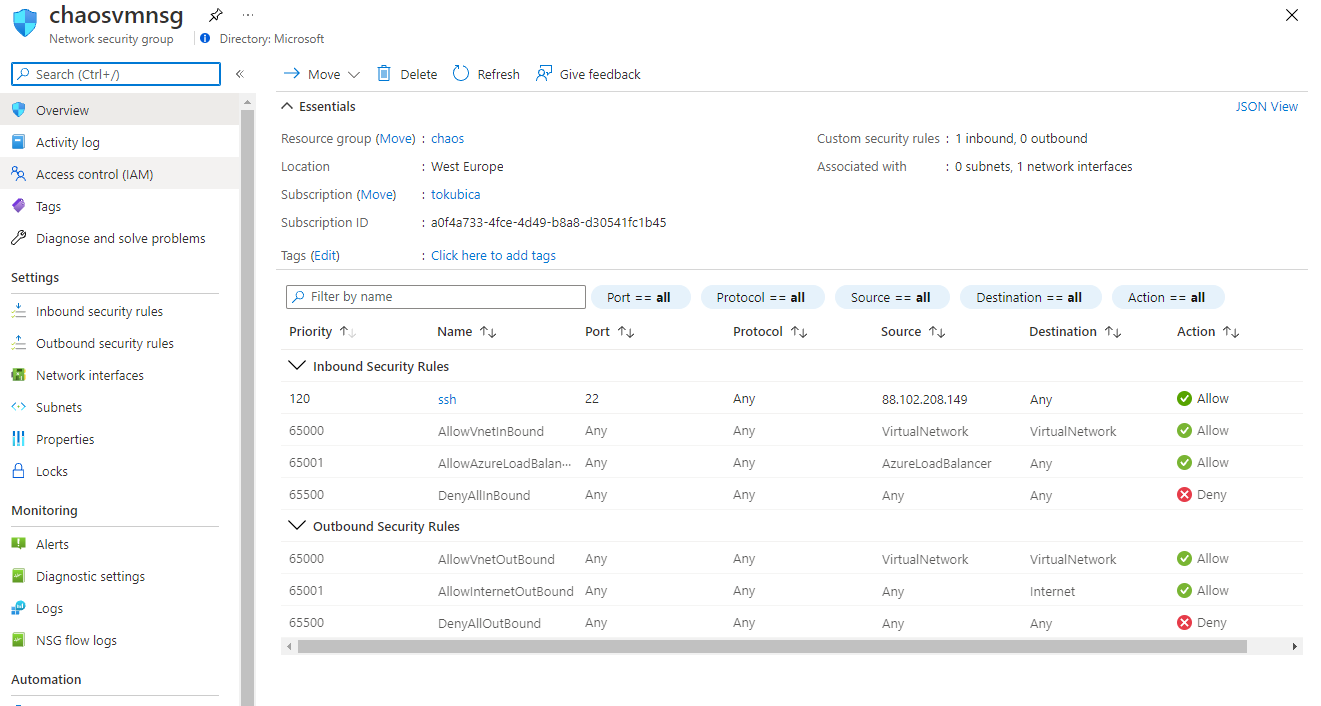 chaosvmnsg
Network security group
Directory: Microsoft
Search (Ctrl+/)
Overview
Activity log
Access control (IAM)
Tags
Diagnose and solve problems
Settings
Inbound security rules
Outbound security rules
Network interfaces
Subnets
Properties
Locks
Monitoring
Alerts
Diagnostic settings
Logs
NSG flow logs
Automation
Move Delete Refresh Give feedback
Essentials JSON View
Resource group (Move) : chaos
Location : West Europe
Subscription (Move) : tokubica
Subscription ID : a0f4a733-4fce-4d49-b8a8-d30541fc1b45
Tags (Edit) : Click here to add tags
Custom security rules : 1 inbound, 0 outbound
Associated with : 0 subnets, 1 network interfaces
Filter by name Port == all Protocol == all Source == all Destination == all Action == all
Priority Name Port Protocol Source Destination Action
Inbound Security Rules
120 ssh 22 Any 88.102.208.149 Any Allow
65000 AllowVnetInBound Any Any VirtualNetwork VirtualNetwork Allow
65001 AllowAzureLoadBalan... Any Any AzureLoadBalancer Any Allow
65500 DenyAllInBound Any Any Any Any Deny
Outbound Security Rules
65000 AllowVnetOutBound Any Any VirtualNetwork VirtualNetwork Allow
65001 AllowInternetOutBound Any Any Any Internet Allow
65500 DenyAllOutBound Any Any Any Any Deny